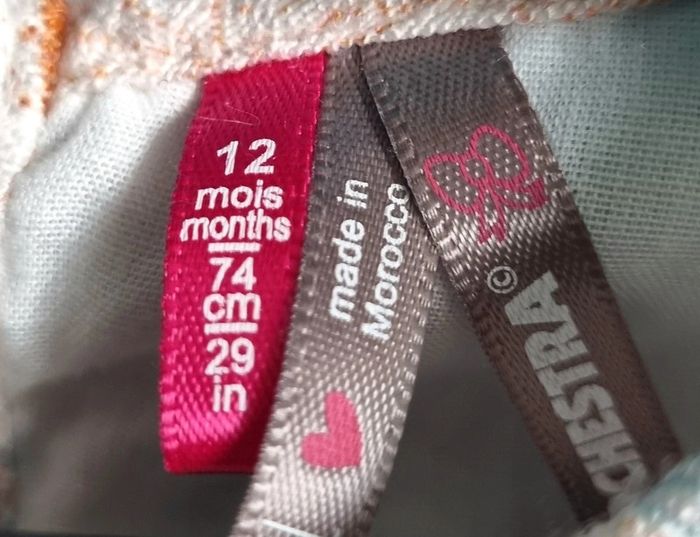 12
mois
months
74
cm
29
in
made in
Morocco
©
CHESTRA